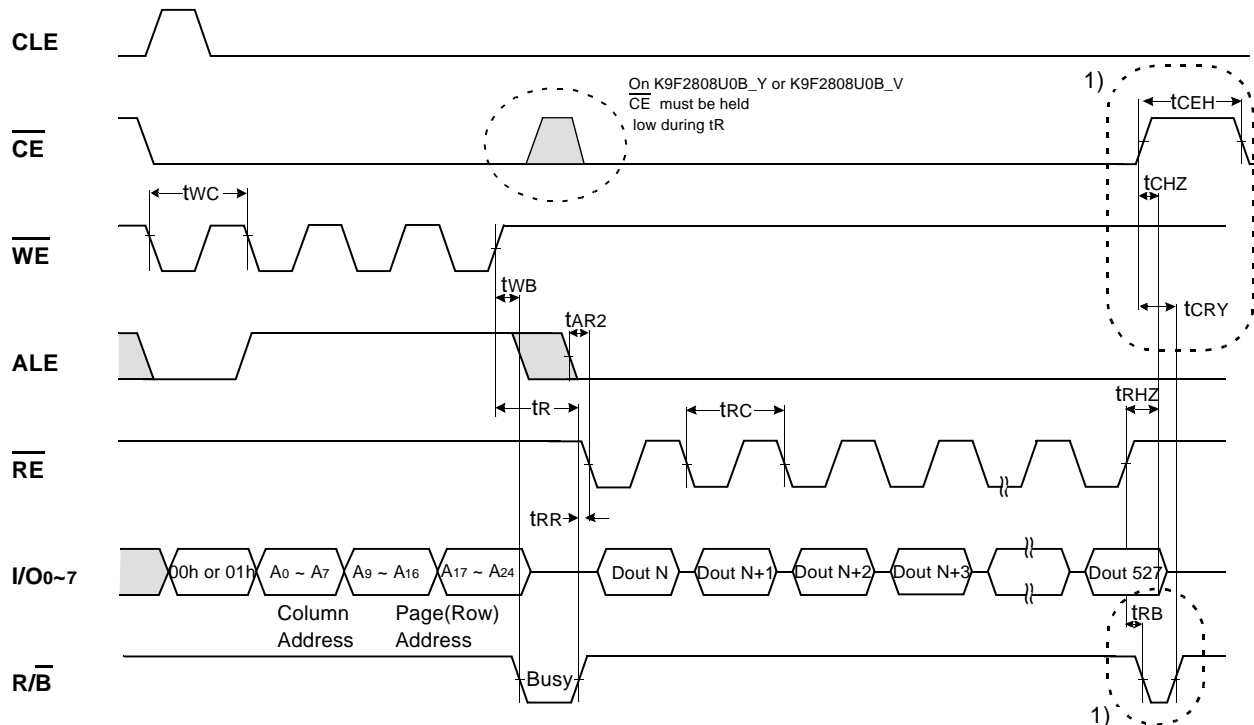 CLE
On K9F2808U0B_Y or K9F2808U0B_V
CE must be held
low during tR
1)
tCEH
CE
tWC
tCHZ
WE
tWB
tCRY
tAR2
ALE
tR
tRC
tRHZ
RE
tRR
I/O0~7
00h or 01h
A0 ~ A7
A9 ~ A16
A17 ~ A24
Dout N
Dout N+1
Dout N+2
Dout N+3
Dout 527
Column
Address
Page(Row)
Address
tRB
R/B
Busy
1)